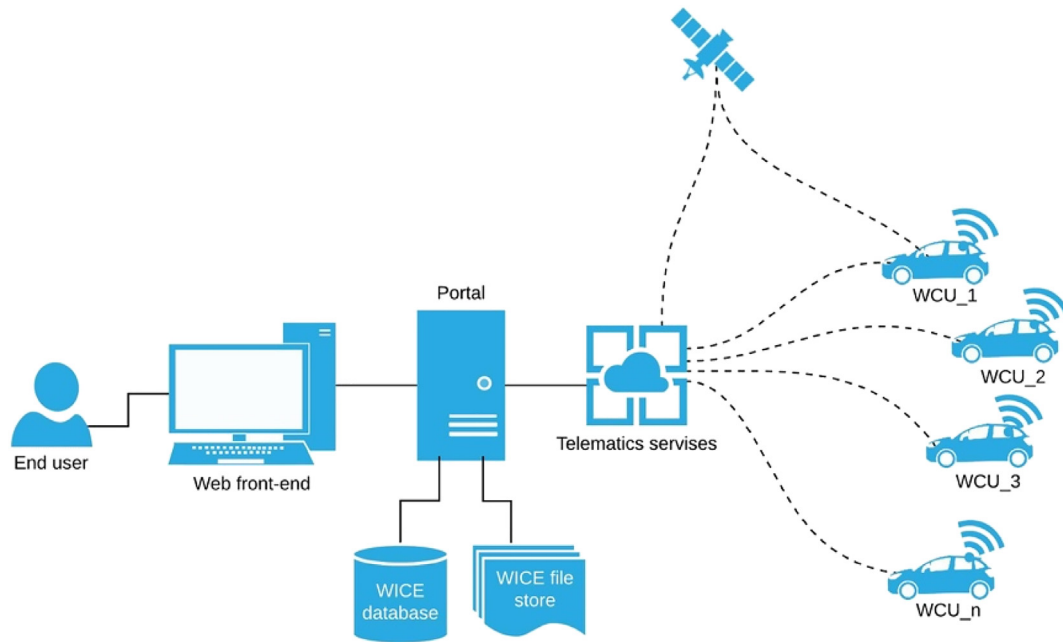 Portal
WCU_1
WCU_2
End user
Web front-end
Telematics servises
WCU_3
WICE
database
WICE file
store
WCU_n